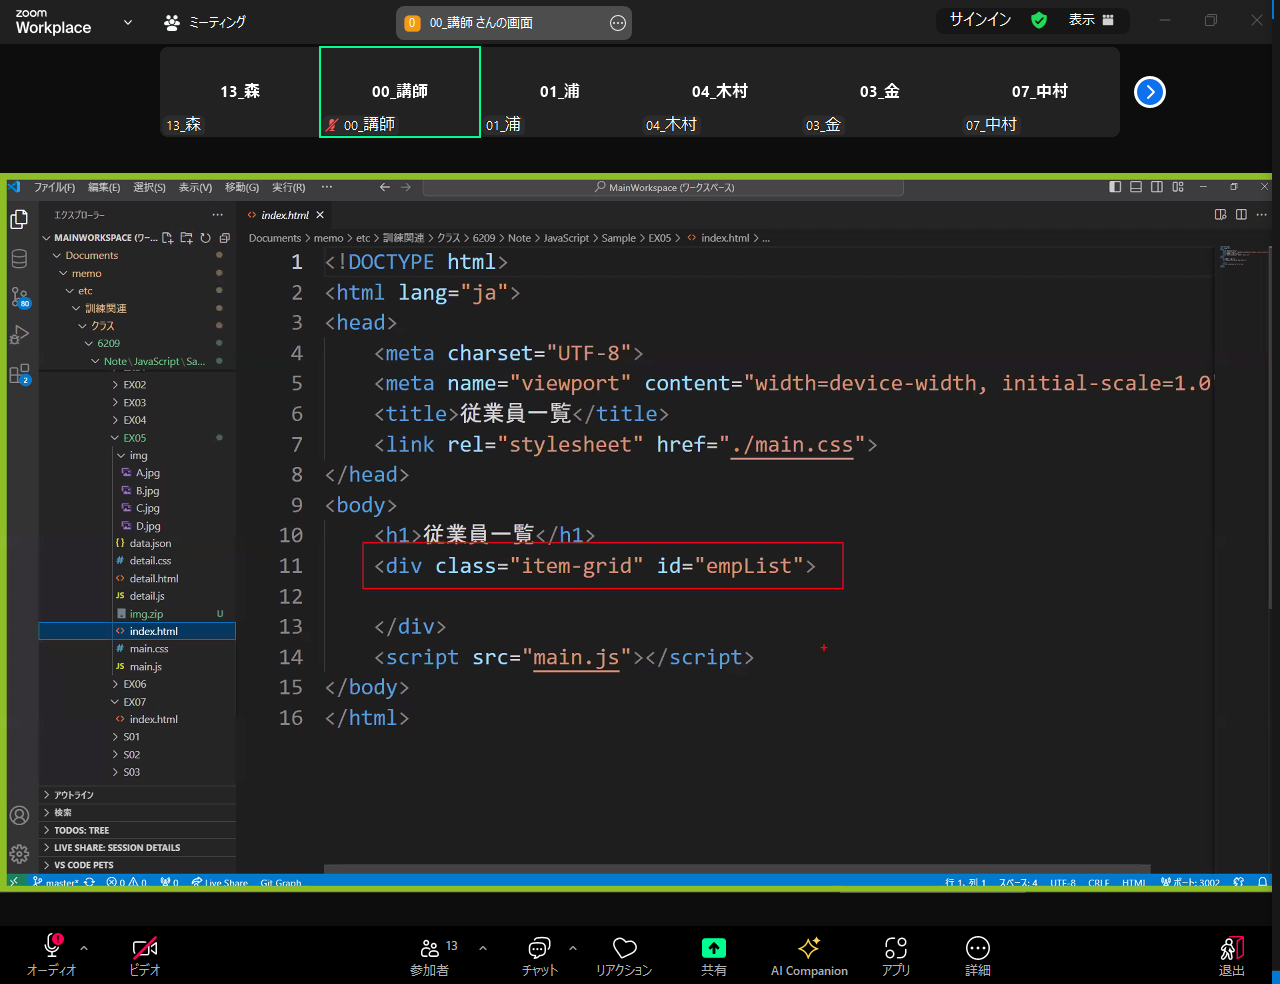 zoom
Workplace
ミーティング
00_講師 さんの画面
サインイン
表示
13_森
00_講師
01_浦
04_木村
03_金
07_中村
13_森
00_講師
01_浦
04_木村
03_金
07_中村
ファイル(F) 編集(E) 選択(S) 表示(V) 移動(G) 実行(R) ···
MainWorkspace (ワークスペース)
エクスプローラー
index.html
MAINWORKSPACE (ワー...
Documents > memo > etc > 訓練関連 > クラス > 6209 > Note > JavaScript > Sample > EX05 > index.html > ...
Documents
memo
etc
訓練関連
クラス
6209
Note\JavaScript\Sa...
EX02
EX03
EX04
EX05
img
A.jpg
B.jpg
C.jpg
D.jpg
data.json
detail.css
detail.html
detail.js
img.zip U
index.html
main.css
main.js
EX06
EX07
index.html
S01
S02
S03
アウトライン
検索
TODOS: TREE
LIVE SHARE: SESSION DETAILS
VS CODE PETS
80
2
1 <!DOCTYPE html>
2 <html lang="ja">
3 <head>
4 <meta charset="UTF-8">
5 <meta name="viewport" content="width=device-width, initial-scale=1.0"
6 <title>従業員一覧</title>
7 <link rel="stylesheet" href="./main.css">
8 </head>
9 <body>
10 <h1>従業員一覧</h1>
11 <div class="item-grid" id="empList">
12
13 </div>
14 <script src="main.js"></script>
15 </body>
16 </html>
master* 0 0 0 Live Share Git Graph
行 1、列 1 スペース: 4 UTF-8 CRLF HTML ポート: 3002
オーディオ
ビデオ
13
参加者
チャット
リアクション
共有
AI Companion
アプリ
詳細
退出